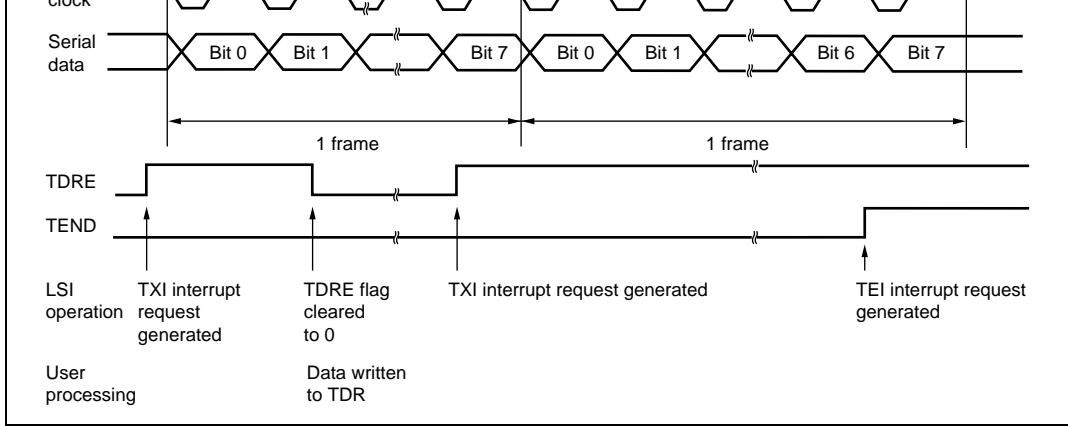 clock
Serial
data
Bit 0 Bit 1 Bit 7 Bit 0 Bit 1 Bit 6 Bit 7
1 frame 1 frame
TDRE
TEND
LSI
operation
TXI interrupt
request
generated
TDRE flag
cleared
to 0
TXI interrupt request generated
TEI interrupt request
generated
User
processing
Data written
to TDR